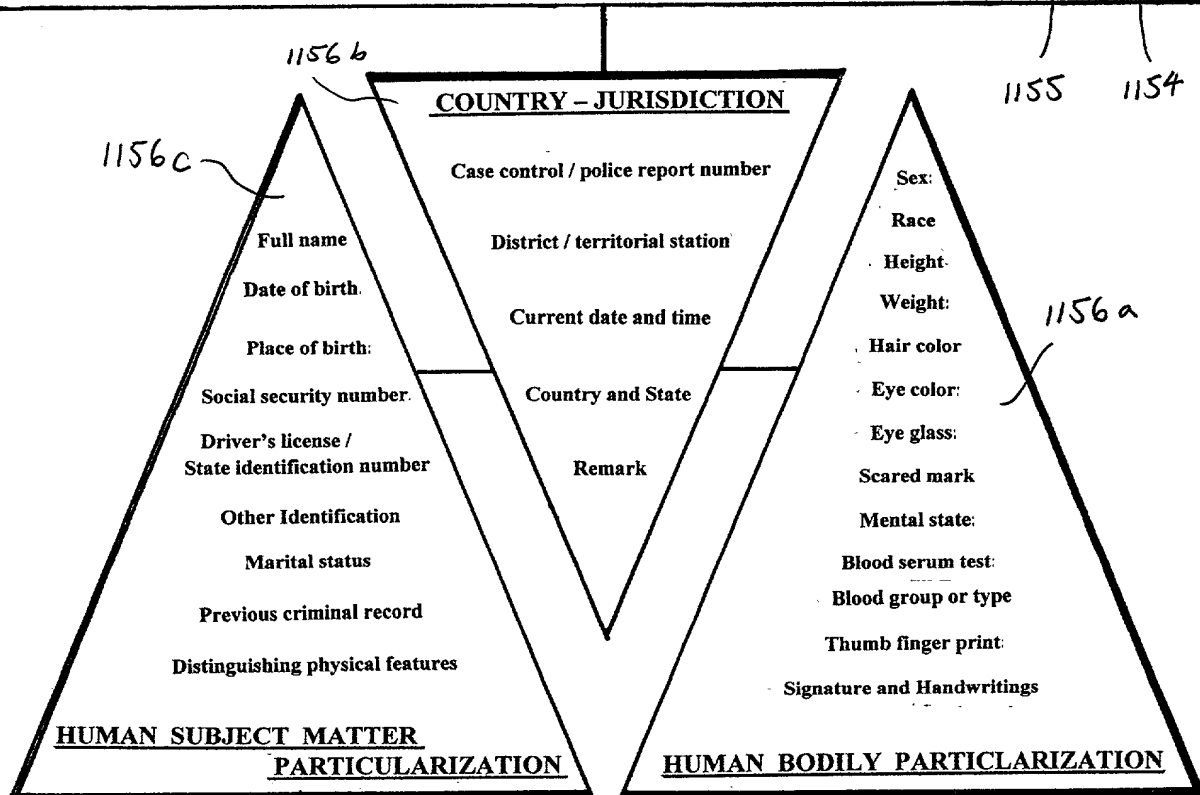 1156b
COUNTRY – JURISDICTION
1155
1154
1156c
Case control / police report number
District / territorial station
Current date and time
Country and State
Remark
Full name
Date of birth.
Place of birth:
Social security number.
Driver's license /
State identification number
Other Identification
Marital status
Previous criminal record
Distinguishing physical features
HUMAN SUBJECT MATTER
PARTICULARIZATION
Sex:
Race
Height
Weight:
Hair color
1156a
Eye color:
Eye glass:
Scared mark
Mental state:
Blood serum test:
Blood group or type
Thumb finger print:
Signature and Handwritings
HUMAN BODILY PARTICLARIZATION